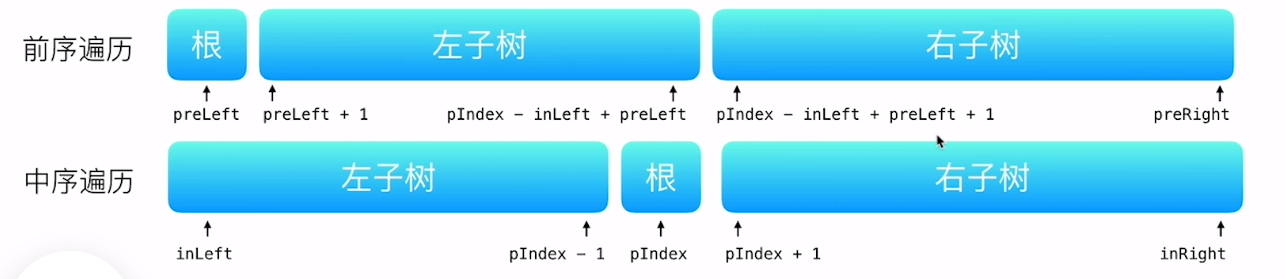 前序遍历 根 左子树 右子树
preLeft preLeft + 1 pIndex - inLeft + preLeft pIndex - inLeft + preLeft + 1 preRight
中序遍历 左子树 根 右子树
inLeft pIndex - 1 pIndex pIndex + 1 inRight